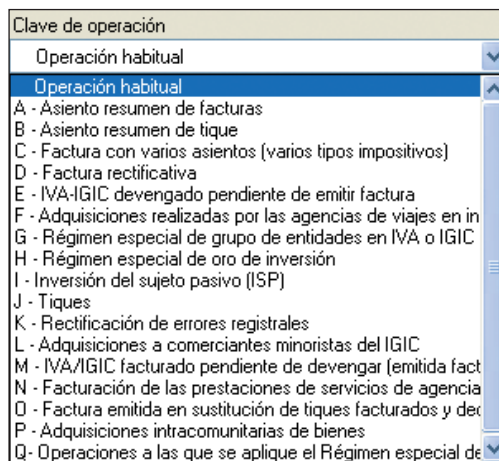 Clave de operación
Operación habitual
Operación habitual
A - Asiento resumen de facturas
B - Asiento resumen de tique
C - Factura con varios asientos (varios tipos impositivos)
D - Factura rectificativa
E - IVA-IGIC devengado pendiente de emitir factura
F - Adquisiciones realizadas por las agencias de viajes en in
G - Régimen especial de grupo de entidades en IVA o IGIC
H - Régimen especial de oro de inversión
I - Inversión del sujeto pasivo (ISP)
J - Tiques
K - Rectificación de errores registrales
L - Adquisiciones a comerciantes minoristas del IGIC
M - IVA/IGIC facturado pendiente de devengar (emitida fact
N - Facturación de las prestaciones de servicios de agencia
O - Factura emitida en sustitución de tiques facturados y dec
P - Adquisiciones intracomunitarias de bienes
Q- Operaciones a las que se aplique el Régimen especial de